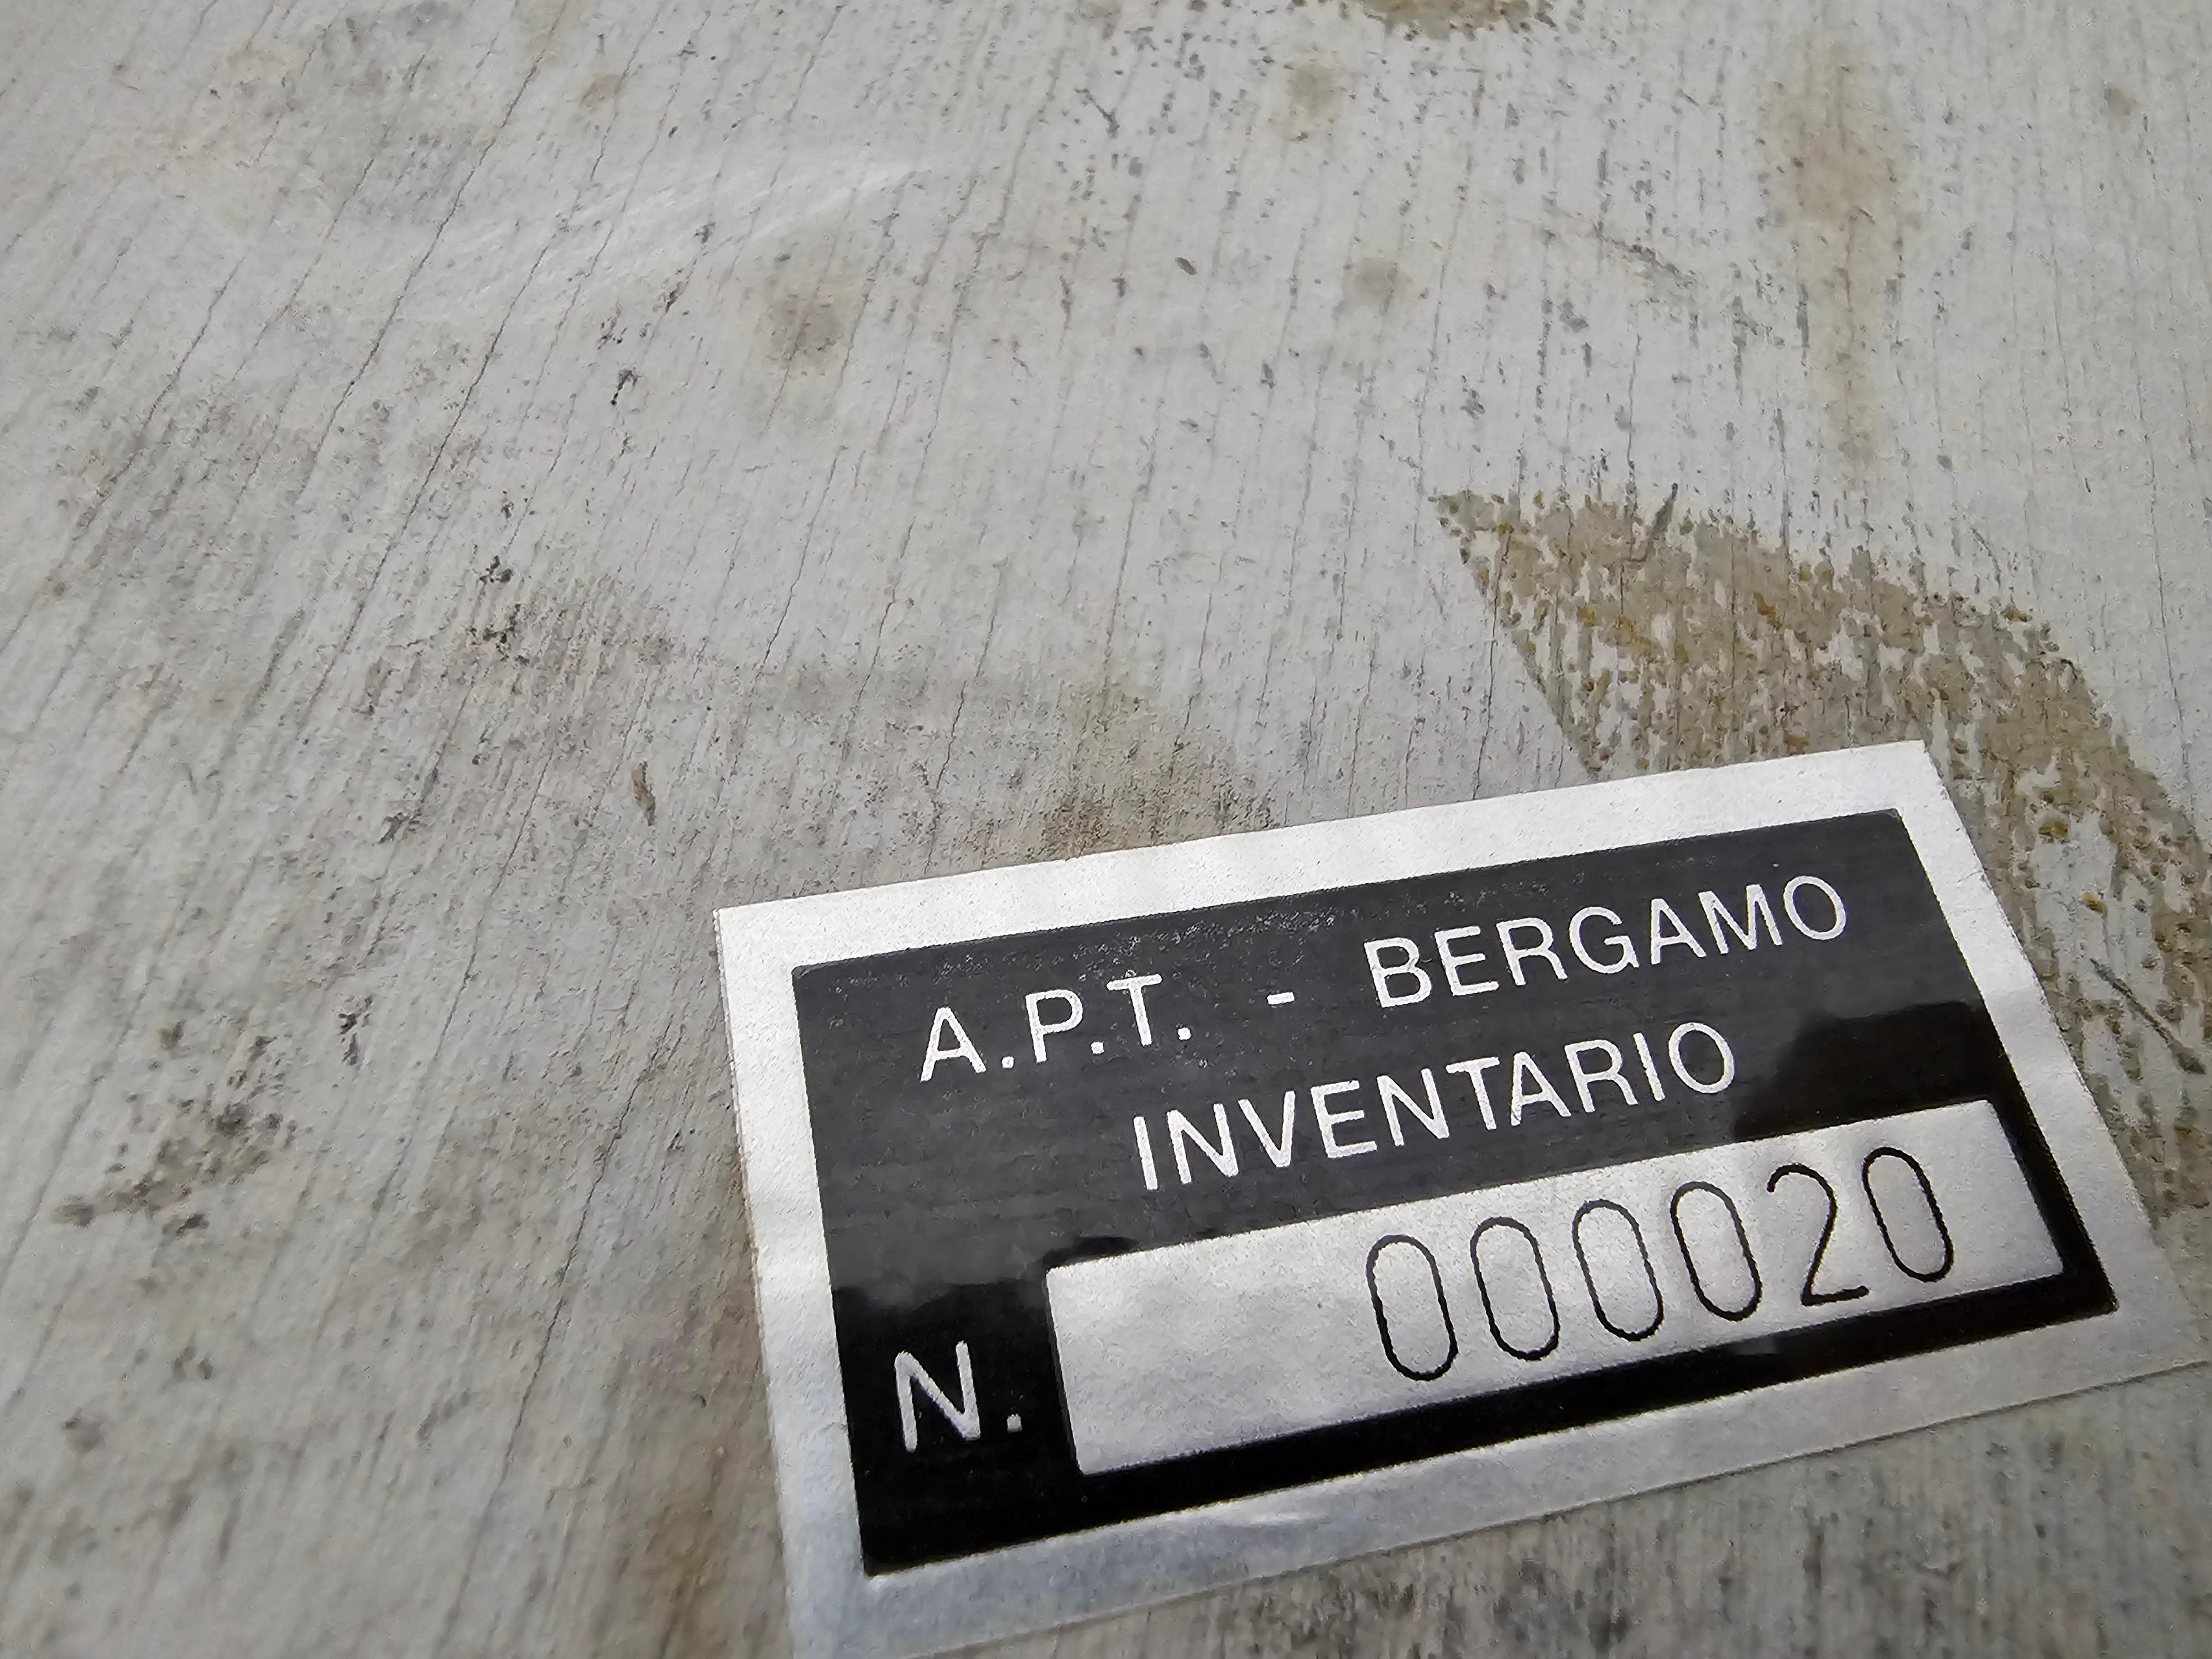 A.P.T. - BERGAMO
INVENTARIO
N. 000020